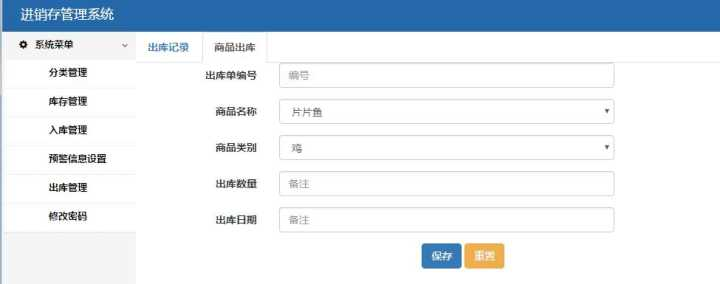 进销存管理系统
系统菜单
分类管理
库存管理
入库管理
预警信息设置
出库管理
修改密码
出库记录 商品出库
出库单编号 编号
商品名称 片片鱼
商品类别 鸡
出库数量 备注
出库日期 备注
保存 重置